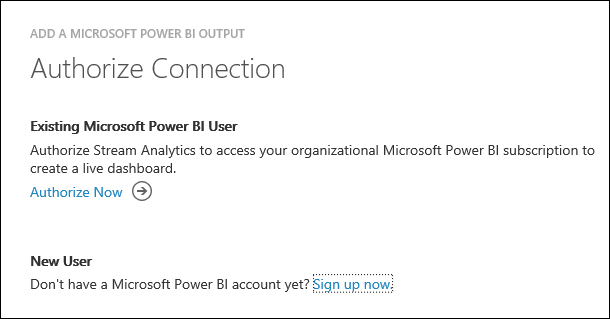 ADD A MICROSOFT POWER BI OUTPUT
Authorize Connection
Existing Microsoft Power BI User
Authorize Stream Analytics to access your organizational Microsoft Power BI subscription to
create a live dashboard.
Authorize Now
New User
Don't have a Microsoft Power BI account yet? Sign up now.